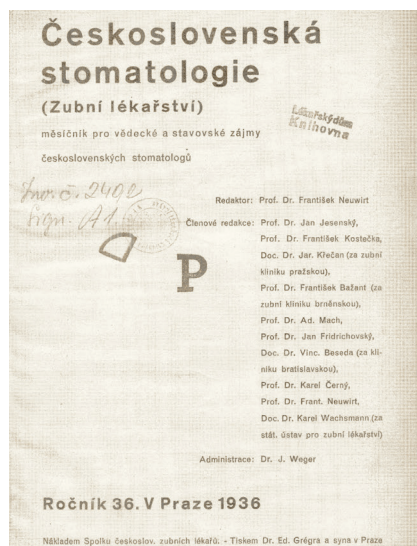 Československá
stomatologie
(Zubní lékařství)
měsíčník pro vědecké a stavovské zájmy
československých stomatologů
Lékařský dům
Knihovna
Inv. č. 2492
Sign. A 1
P
Redaktor: Prof. Dr. František Neuwirt
Členové redakce: Prof. Dr. Jan Jesenský,
Prof. Dr. František Kostečka,
Doc. Dr. Jar. Křečan (za zubní
kliniku pražskou),
Prof. Dr. František Bažant (za
zubní kliniku brněnskou),
Prof. Dr. Ad. Mach,
Prof. Dr. Jan Fridrichovský,
Doc. Dr. Vinc. Beseda (za kli-
niku bratislavskou),
Prof. Dr. Karel Černý,
Prof. Dr. Frant. Neuwirt,
Doc. Dr. Karel Wachsmann (za
stát. ústav pro zubní lékařství)
Administrace: Dr. J. Weger
Ročník 36. V Praze 1936
Nákladem Spolku českoslov. zubních lékařů. - Tiskem Dr. Ed. Grégra a syna v Praze